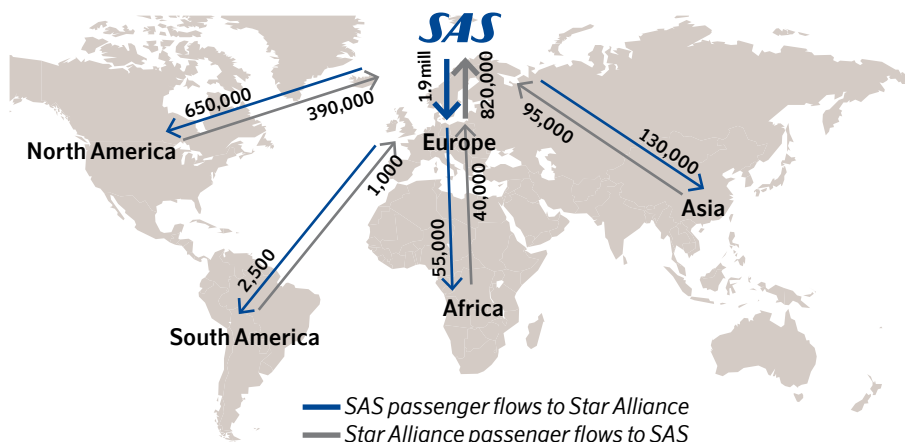 SAS
1.9 mill
820,000
650,000
390,000
North America
Europe
95,000
130,000
Asia
1,000
40,000
2,500
55,000
South America
Africa
SAS passenger flows to Star Alliance
Star Alliance passenger flows to SAS